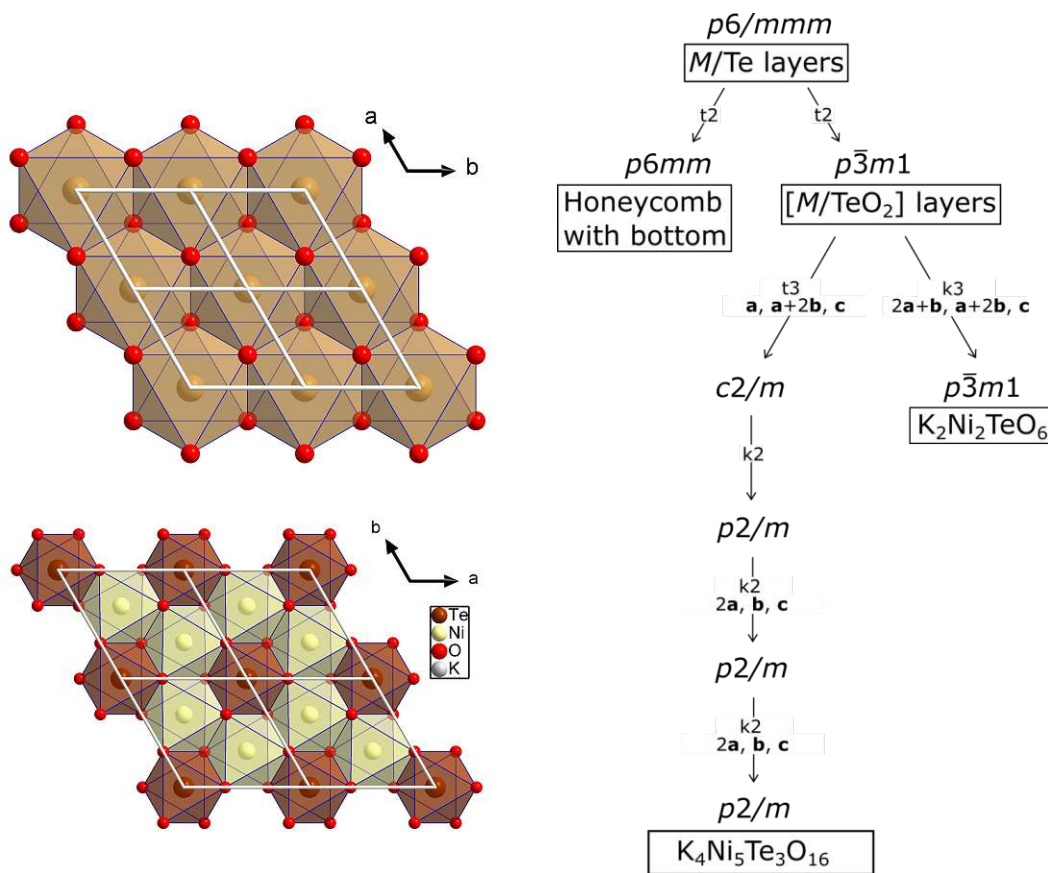 a
b
b
a
Te
Ni
O
K
p6/mmm
M/Te layers
t2 t2
p6mm p3̅m1
Honeycomb
with bottom
[M/TeO₂] layers
t3
a, a+2b, c
k3
2a+b, a+2b, c
c2/m p3̅m1
K₂Ni₂TeO₆
k2
p2/m
k2
2a, b, c
p2/m
k2
2a, b, c
p2/m
K₄Ni₅Te₃O₁₆